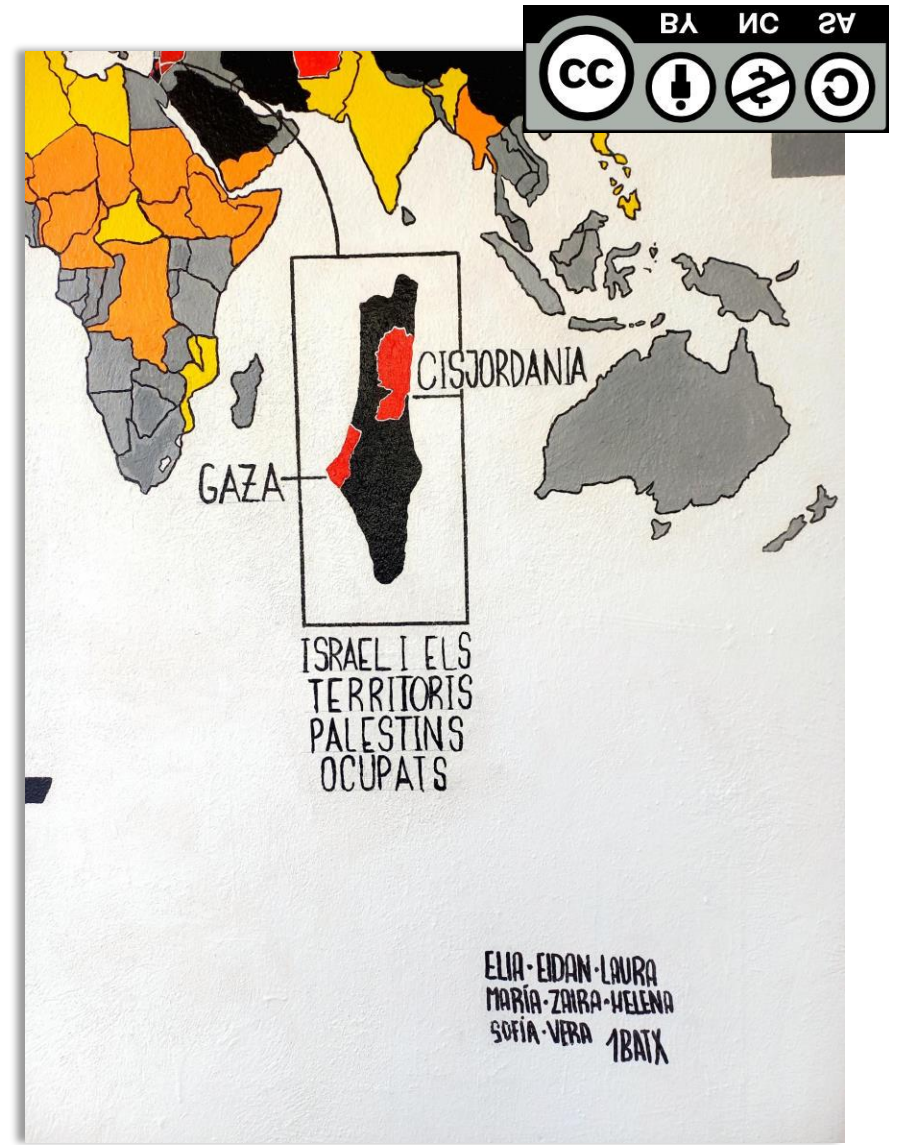 BY NC SA
cc
CISJORDANIA
GAZA
ISRAEL I ELS
TERRITORIS
PALESTINS
OCUPATS
ELIA·EIDAN·LAURA
MARÍA·ZAIRA·HELENA
SOFÍA·VERA 1BATX